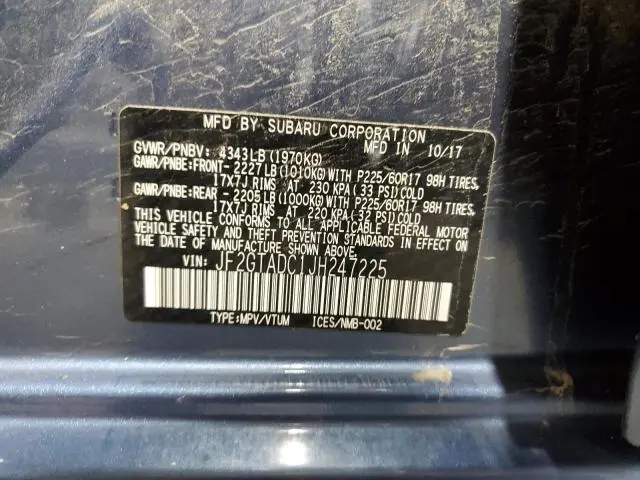 MFD BY SUBARU CORPORATION 10/17
GVWR/PNBV: 4343LB(1970KG)
GAWR/PNBE:FRONT- 2227LB(1010KG)WITH P225/60R17 98H TIRES,
17X7J RIMS AT 230 KPA(33 PSI)COLD
GAWR/PNBE:REAR - 2205LB(1000KG)WITH P225/60R17 98H TIRES,
17X7J RIMS AT 220 KPA(32 PSI)COLD
THIS VEHICLE CONFORMS TO ALL APPLICABLE FEDERAL MOTOR
VEHICLE SAFETY AND THEFT PREVENTION STANDARDS IN
EFFECT ON THE DATE OF MANUFACTURE SHOWN ABOVE.
VIN: JF2GTADC1JH247225
TYPE:MPV/VTUM ICES/NMB-002